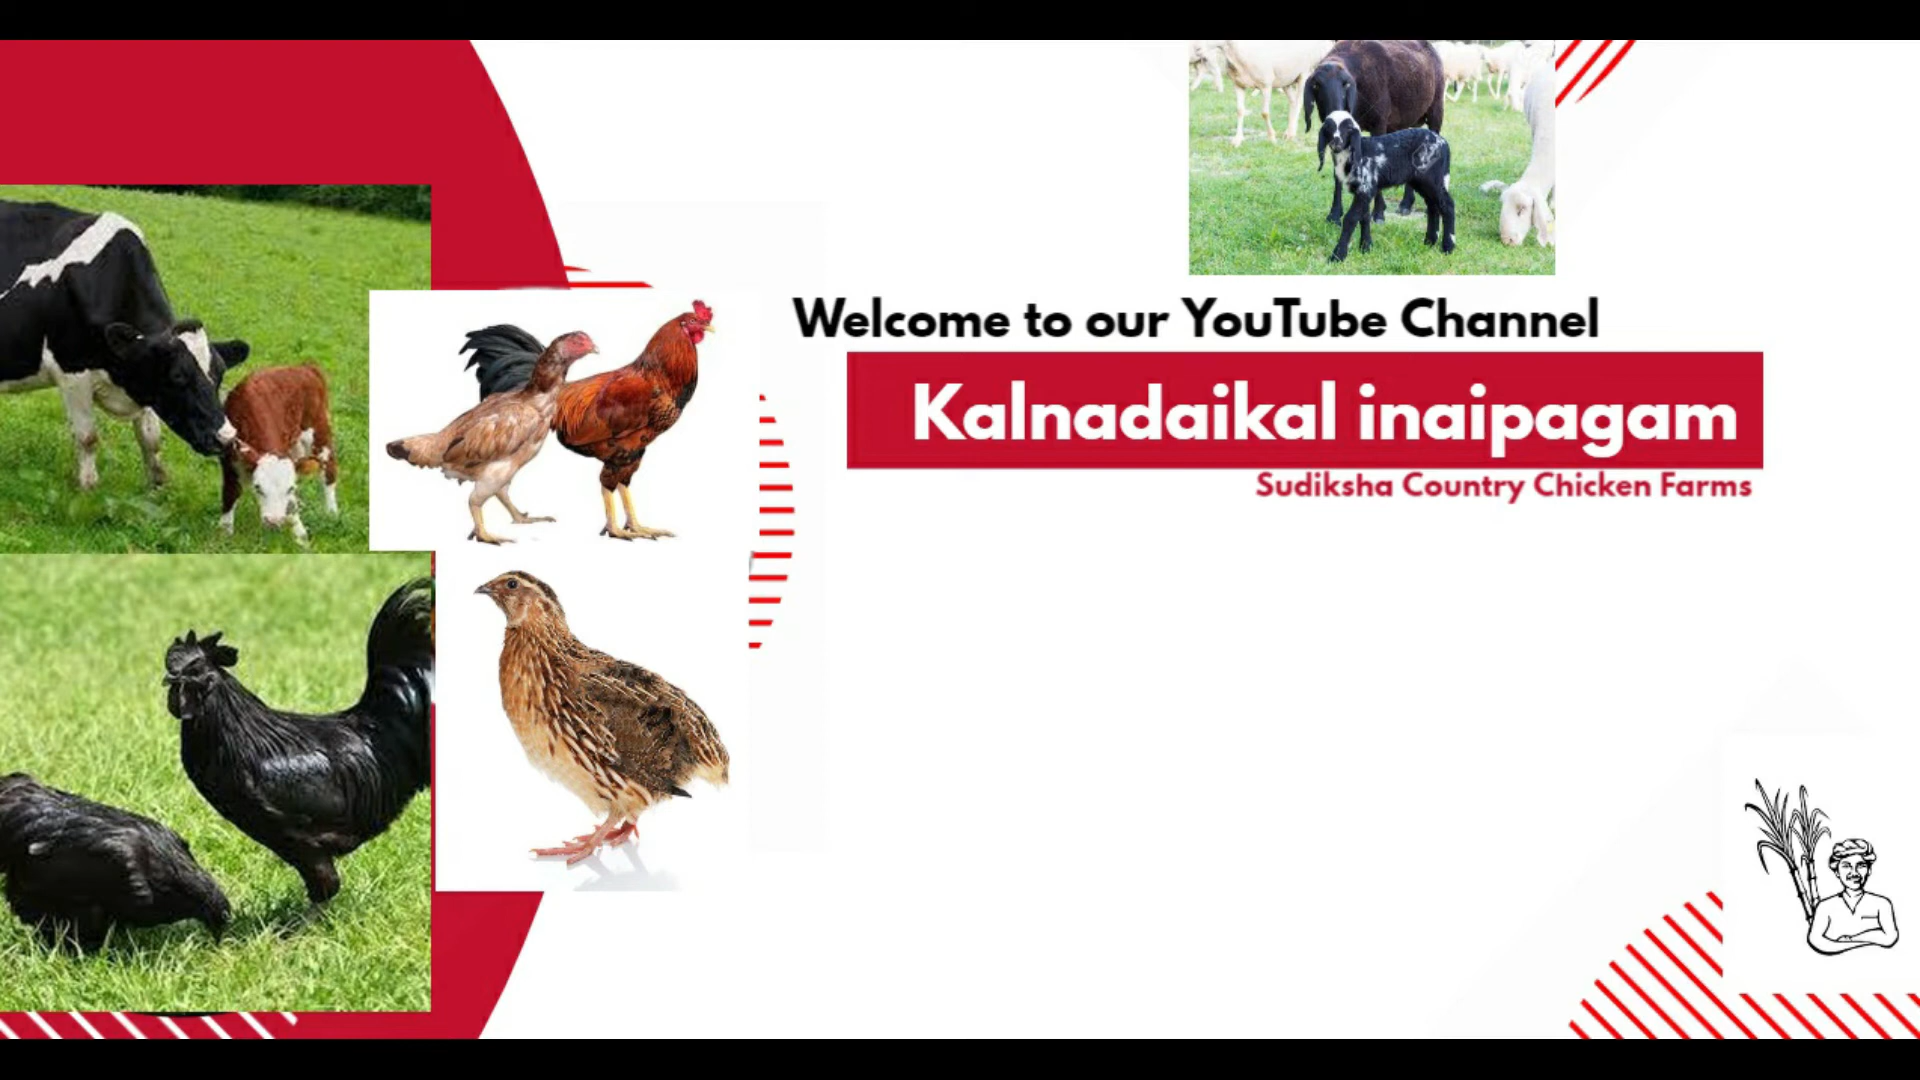 Welcome to our YouTube Channel
Kalnadaikal inaipagam
Sudiksha Country Chicken Farms